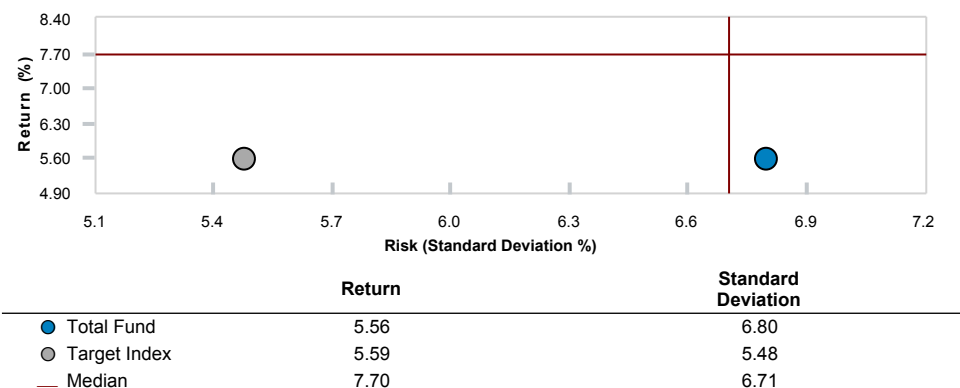 8.40
7.70
7.00
6.30
5.60
4.90
Return (%)
5.1 5.4 5.7 6.0 6.3 6.6 6.9 7.2
Risk (Standard Deviation %)
Return Standard Deviation
Total Fund 5.56 6.80
Target Index 5.59 5.48
Median 7.70 6.71